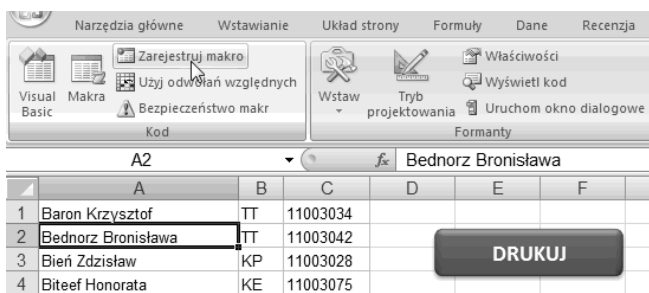 Narzędzia główne Wstawianie Układ strony Formuły Dane Recenzja
Visual Basic
Makra
Zarejestruj makro
Użyj odwołań względnych
Bezpieczeństwo makr
Kod
Wstaw
Tryb projektowania
Właściwości
Wyświetl kod
Uruchom okno dialogowe
Formanty
A2 fx Bednorz Bronisława
A B C D E F
1 Baron Krzysztof TT 11003034
2 Bednorz Bronisława TT 11003042
3 Bień Zdzisław KP 11003028
4 Biteef Honorata KE 11003075
DRUKUJ